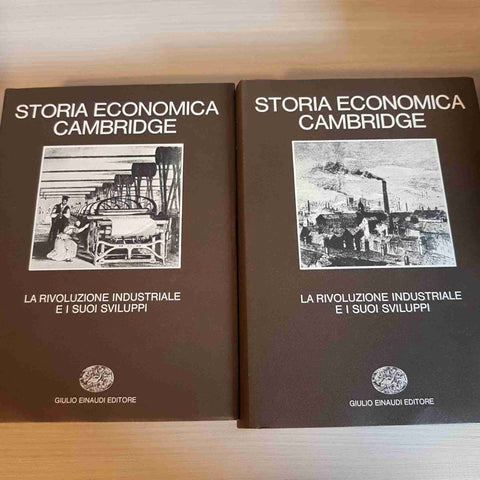 STORIA ECONOMICA
CAMBRIDGE
LA RIVOLUZIONE INDUSTRIALE
E I SUOI SVILUPPI
GIULIO EINAUDI EDITORE
STORIA ECONOMICA
CAMBRIDGE
LA RIVOLUZIONE INDUSTRIALE
E I SUOI SVILUPPI
GIULIO EINAUDI EDITORE